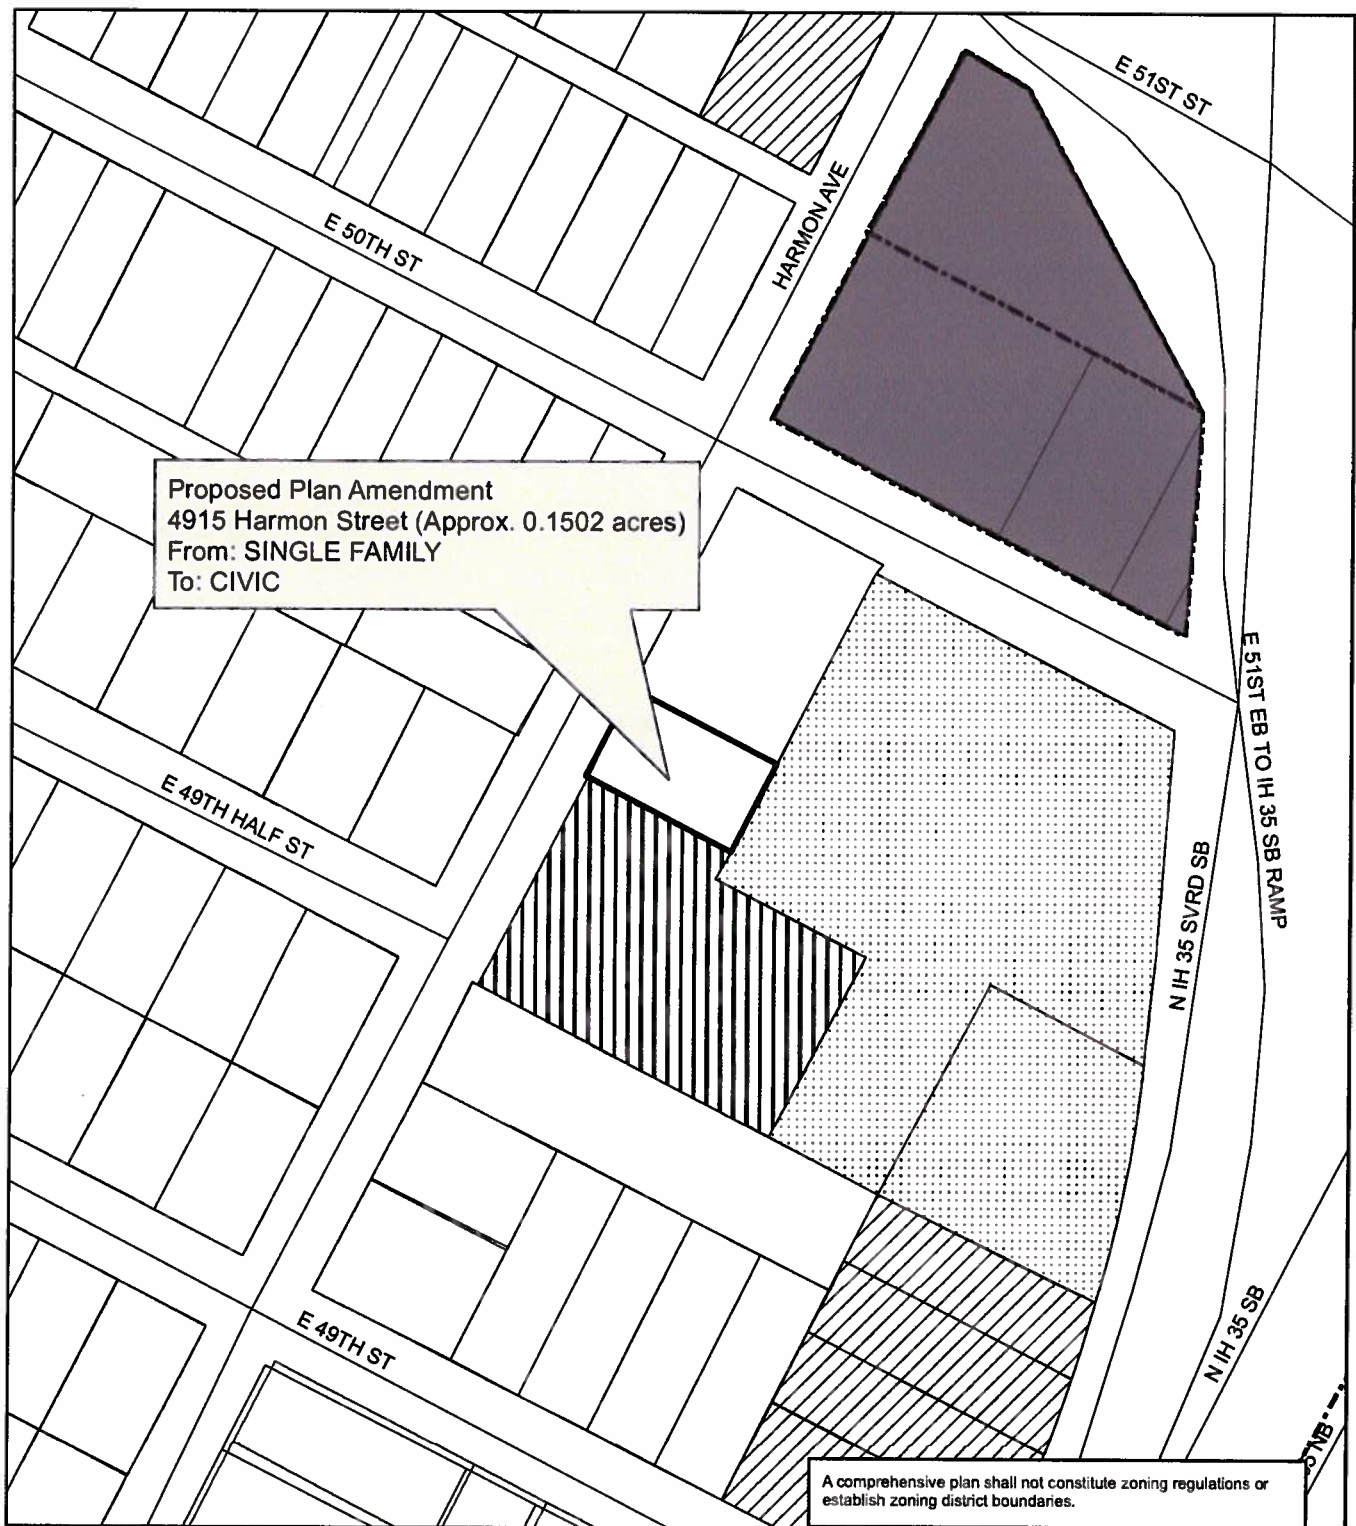 E 51ST ST
HARMON AVE
E 50TH ST
Proposed Plan Amendment
4915 Harmon Street (Approx. 0.1502 acres)
From: SINGLE FAMILY
To: CIVIC
E 51ST EB TO IH 35 SB RAMP
E 49TH HALF ST
N IH 35 SVRD SB
E 49TH ST
N IH 35 SB
A comprehensive plan shall not constitute zoning regulations or
establish zoning district boundaries.